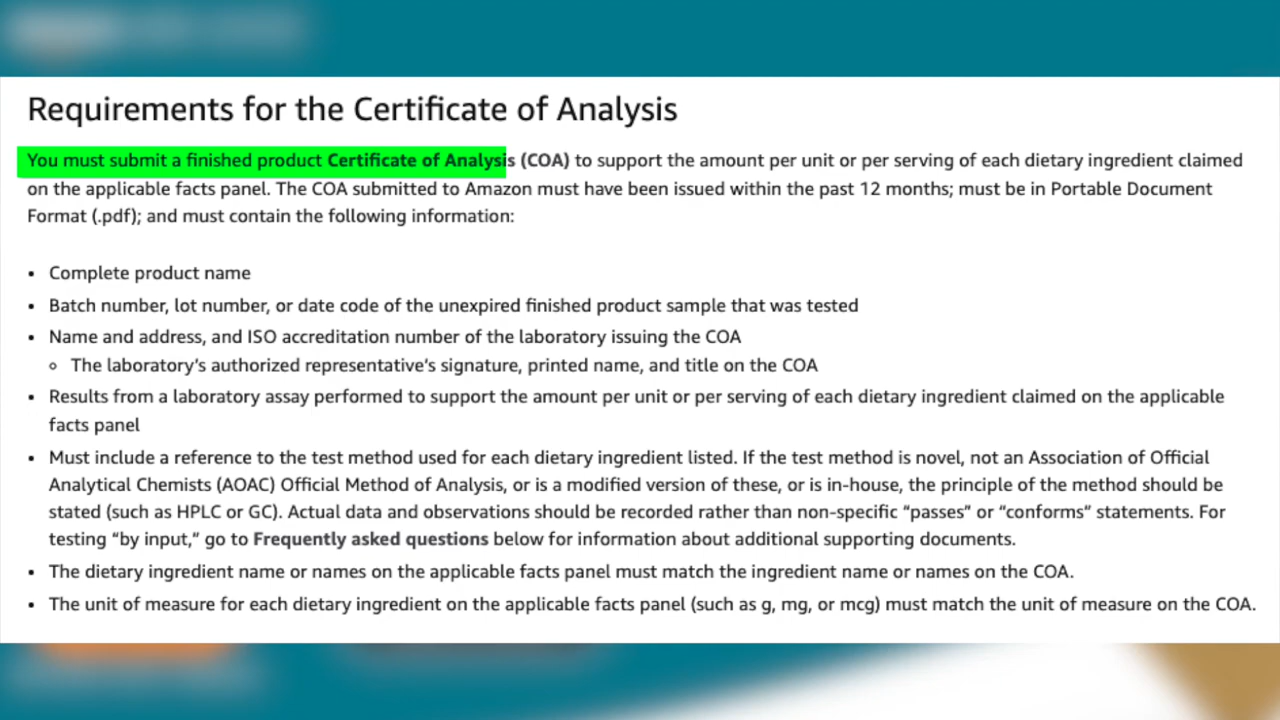 Requirements for the Certificate of Analysis
You must submit a finished product Certificate of Analysis (COA) to support the amount per unit or per serving of each dietary ingredient claimed
on the applicable facts panel. The COA submitted to Amazon must have been issued within the past 12 months; must be in Portable Document
Format (.pdf); and must contain the following information:
• Complete product name
• Batch number, lot number, or date code of the unexpired finished product sample that was tested
• Name and address, and ISO accreditation number of the laboratory issuing the COA
◦ The laboratory's authorized representative's signature, printed name, and title on the COA
• Results from a laboratory assay performed to support the amount per unit or per serving of each dietary ingredient claimed on the applicable
facts panel
• Must include a reference to the test method used for each dietary ingredient listed. If the test method is novel, not an Association of Official
Analytical Chemists (AOAC) Official Method of Analysis, or is a modified version of these, or is in-house, the principle of the method should be
stated (such as HPLC or GC). Actual data and observations should be recorded rather than non-specific “passes” or “conforms” statements. For
testing “by input,” go to Frequently asked questions below for information about additional supporting documents.
• The dietary ingredient name or names on the applicable facts panel must match the ingredient name or names on the COA.
• The unit of measure for each dietary ingredient on the applicable facts panel (such as g, mg, or mcg) must match the unit of measure on the COA.